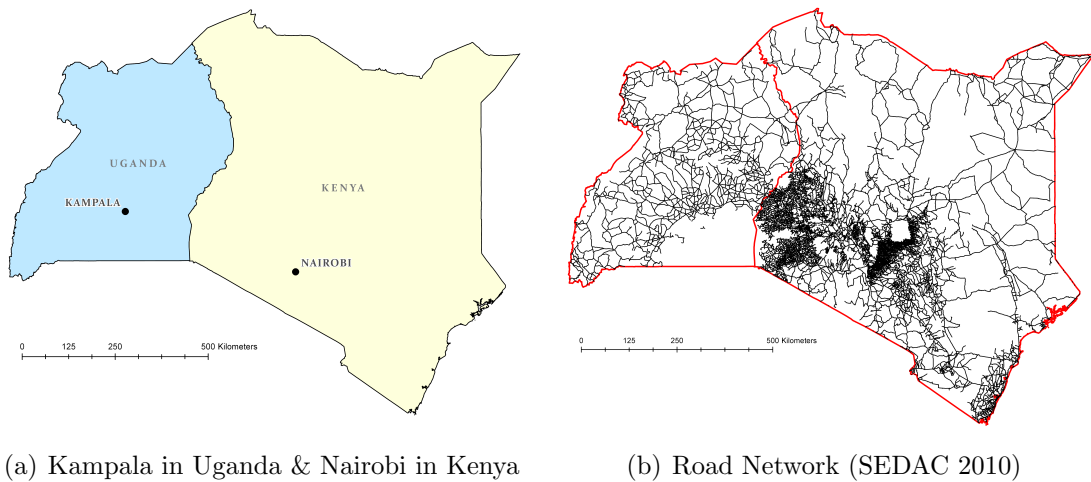 UGANDA
KENYA
KAMPALA
NAIROBI
0 125 250 500 Kilometers
(a) Kampala in Uganda & Nairobi in Kenya
0 125 250 500 Kilometers
(b) Road Network (SEDAC 2010)